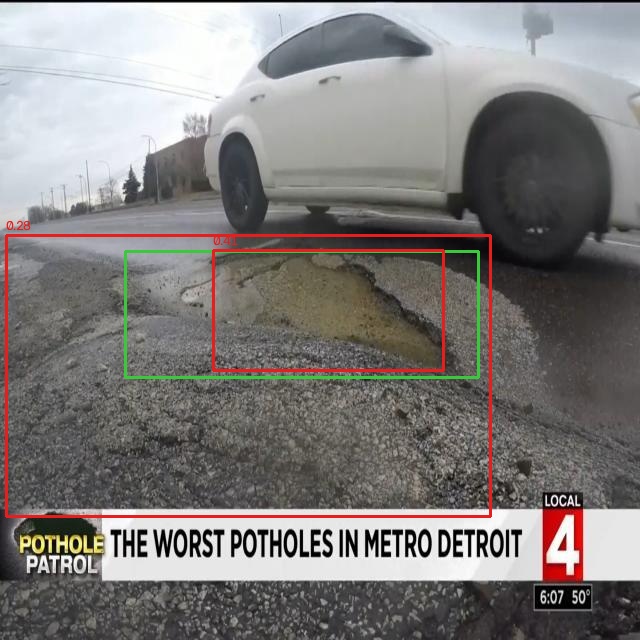 0.28
POTHOLE
PATROL
THE WORST POTHOLES IN METRO DETROIT
LOCAL
4
6:07 50°